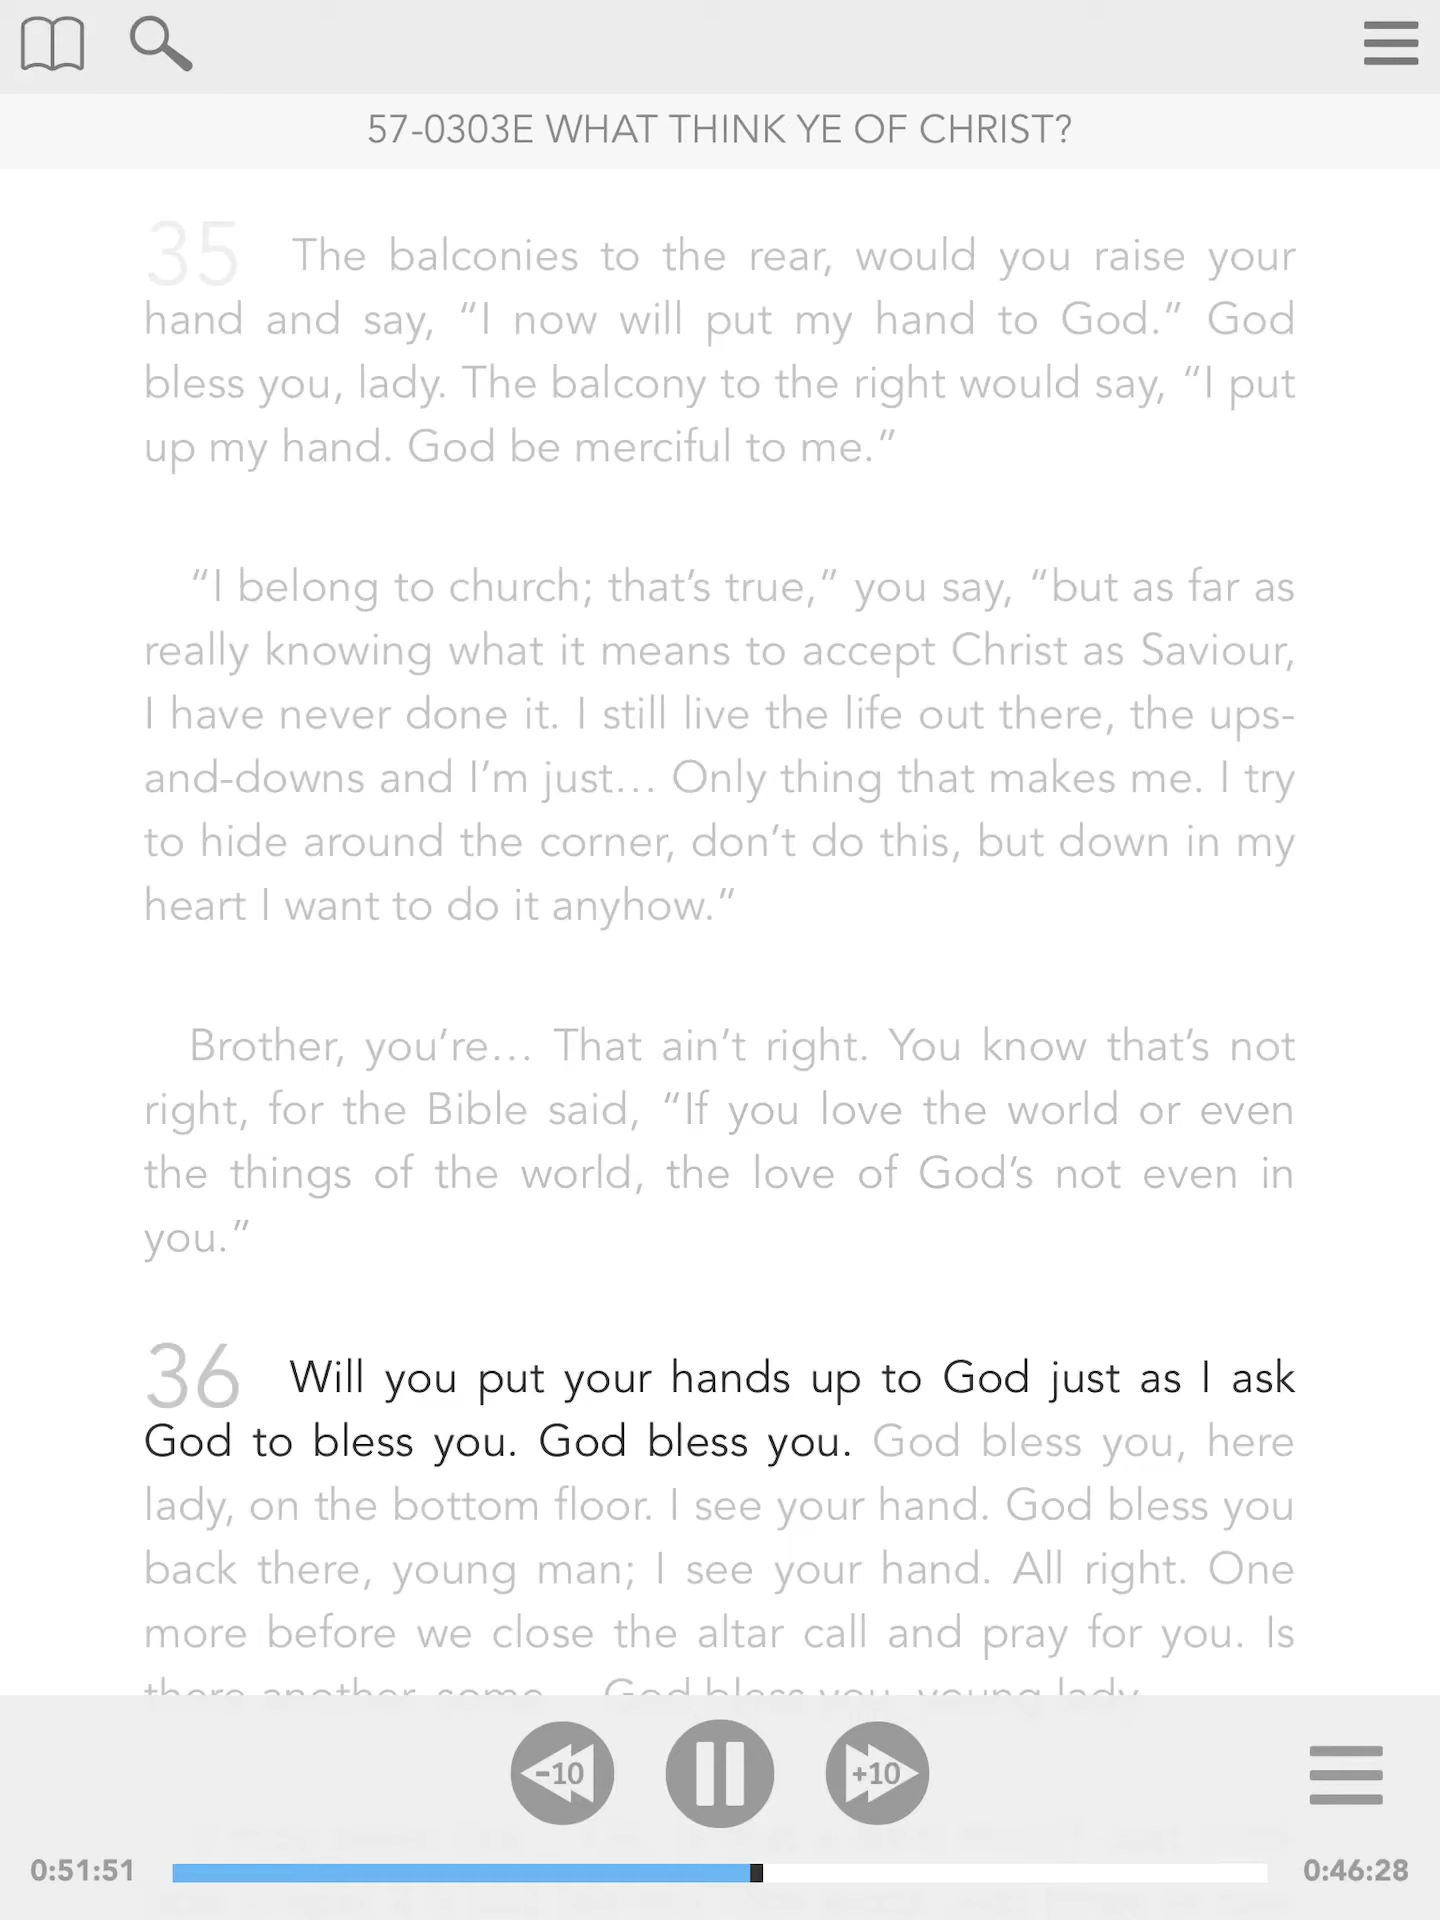 57-0303E WHAT THINK YE OF CHRIST?
35 The balconies to the rear, would you raise your
hand and say, “I now will put my hand to God.” God
bless you, lady. The balcony to the right would say, “I put
up my hand. God be merciful to me.”
“I belong to church; that’s true,” you say, “but as far as
really knowing what it means to accept Christ as Saviour,
I have never done it. I still live the life out there, the ups-
and-downs and I’m just… Only thing that makes me. I try
to hide around the corner, don’t do this, but down in my
heart I want to do it anyhow.”
Brother, you’re… That ain’t right. You know that’s not
right, for the Bible said, “If you love the world or even
the things of the world, the love of God’s not even in
you.”
36 Will you put your hands up to God just as I ask
God to bless you. God bless you. God bless you, here
lady, on the bottom floor. I see your hand. God bless you
back there, young man; I see your hand. All right. One
more before we close the altar call and pray for you. Is
there another, some… God bless you, young lady.
-10 +10
0:51:51 0:46:28